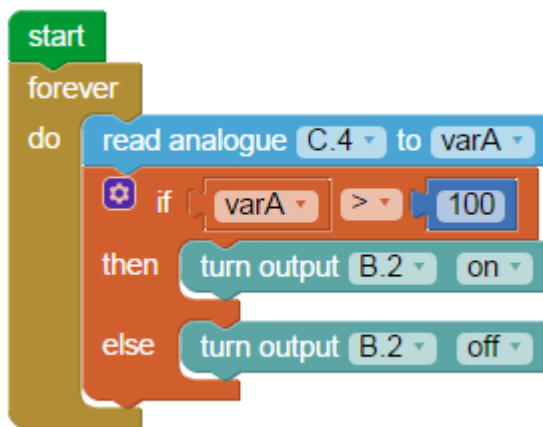 start
forever
do read analogue C.4 to varA
if varA > 100
then turn output B.2 on
else turn output B.2 off